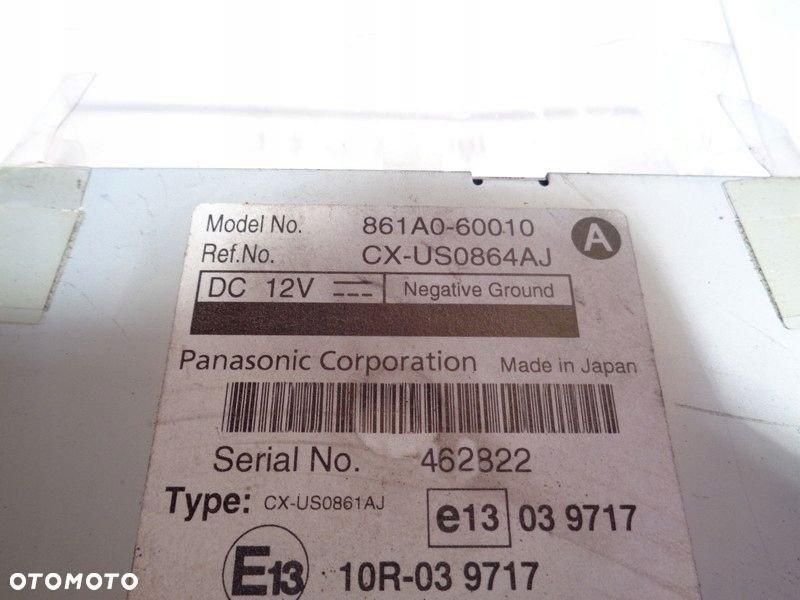 Model No. 861A0-60010
Ref.No. CX-US0864AJ
A
DC 12V Negative Ground
Panasonic Corporation Made in Japan
Serial No. 462822
Type: CX-US0861AJ e13 03 9717
E13 10R-03 9717
OTOMOTO